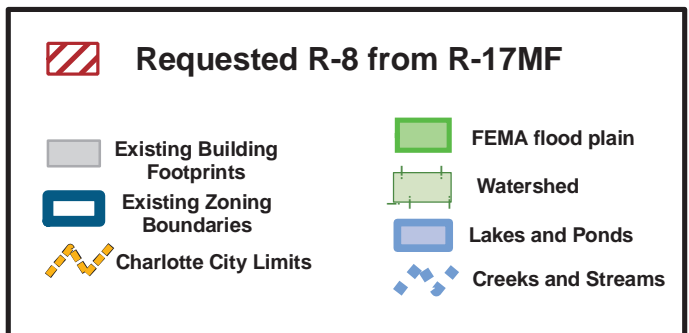 Requested R-8 from R-17MF
Existing Building
Footprints
Existing Zoning
Boundaries
Charlotte City Limits
FEMA flood plain
Watershed
Lakes and Ponds
Creeks and Streams